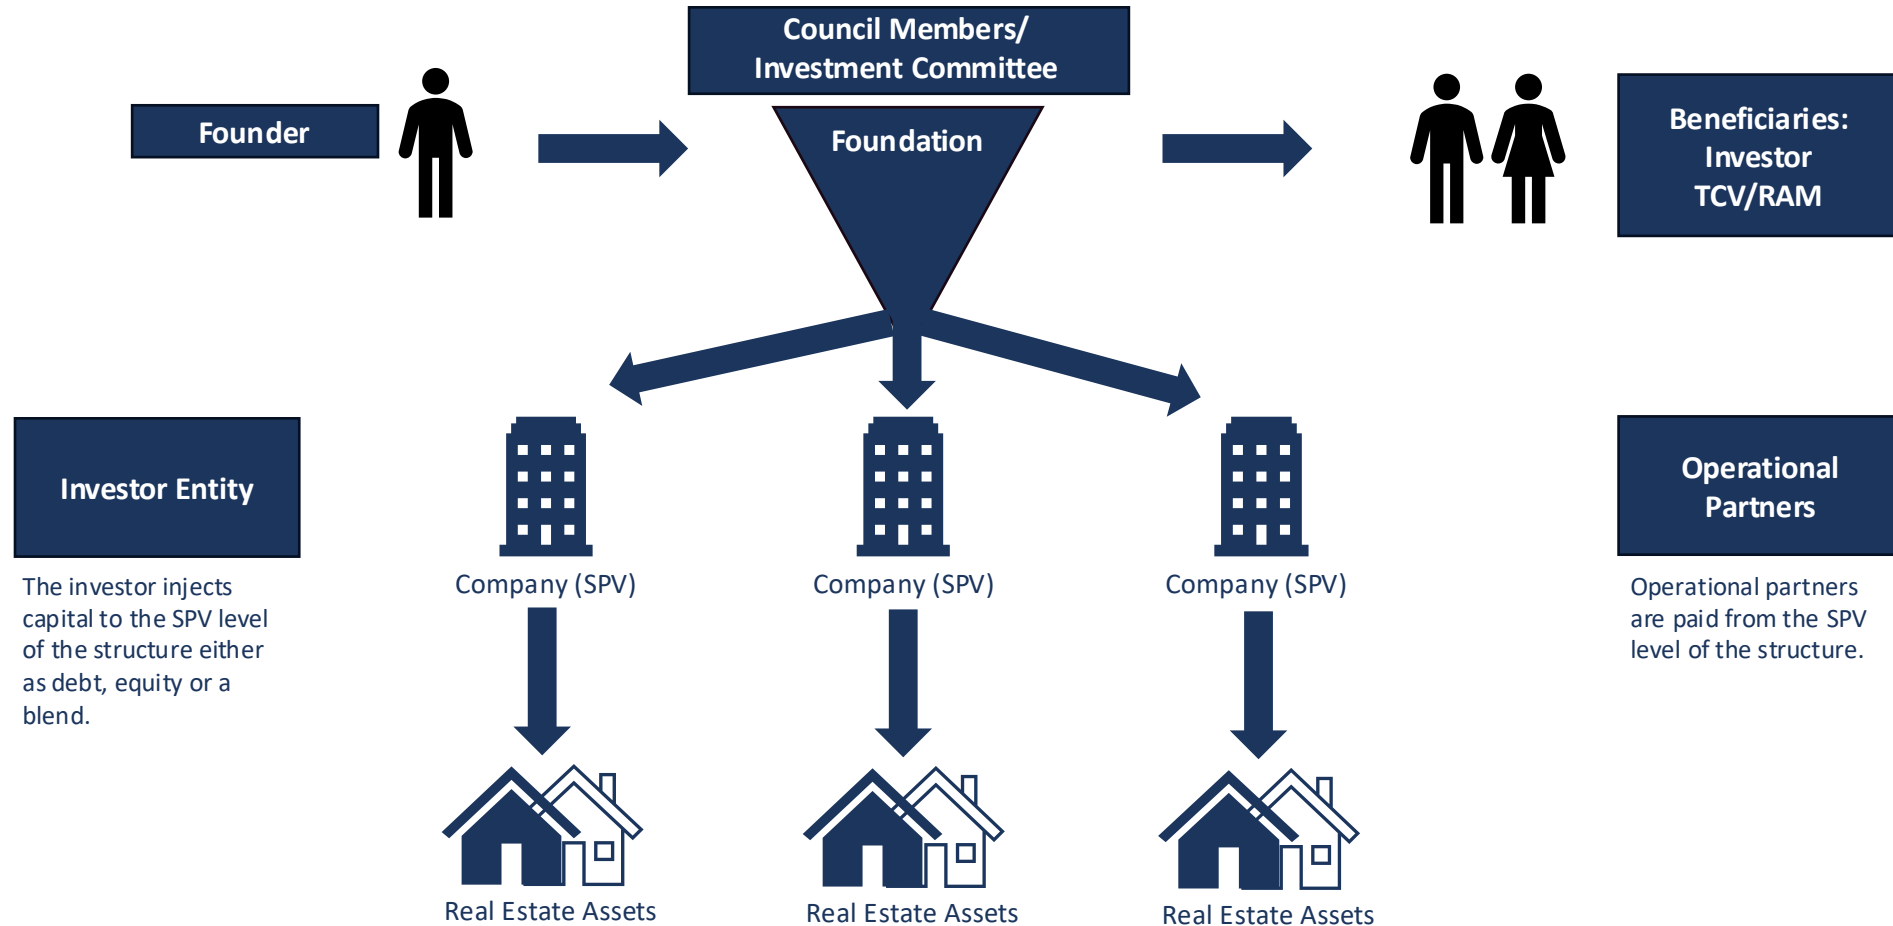 Council Members/
Investment Committee
Founder
Foundation
Beneficiaries:
Investor
TCV/RAM
Investor Entity
Operational
Partners
The investor injects
capital to the SPV level
of the structure either
as debt, equity or a
blend.
Company (SPV)
Company (SPV)
Company (SPV)
Operational partners
are paid from the SPV
level of the structure.
Real Estate Assets
Real Estate Assets
Real Estate Assets